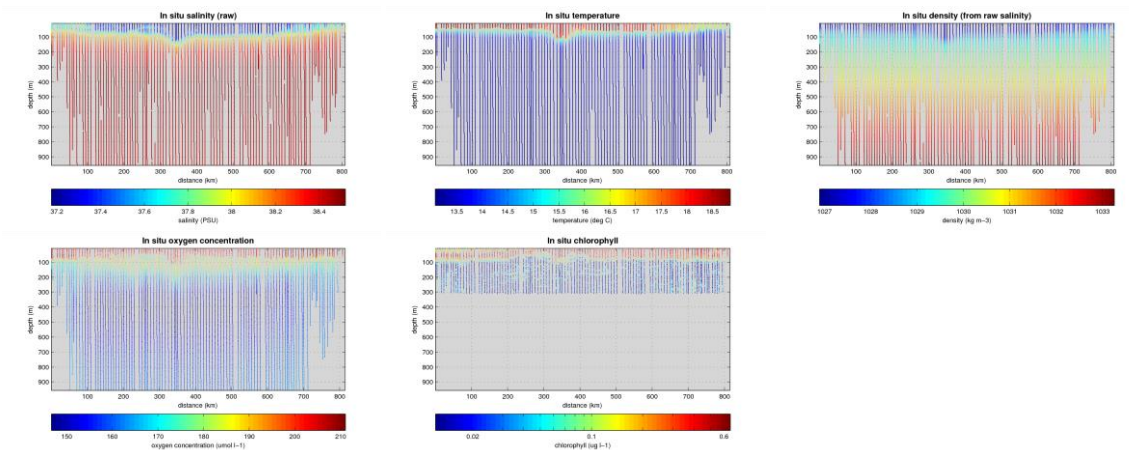 In situ salinity (raw)
100
200
300
400
500
600
700
800
900
depth (m)
100 200 300 400 500 600 700 800
distance (km)
37.2 37.4 37.6 37.8 38 38.2 38.4
salinity (PSU)
In situ temperature
100
200
300
400
500
600
700
800
900
depth (m)
100 200 300 400 500 600 700 800
distance (km)
13.5 14 14.5 15 15.5 16 16.5 17 17.5 18 18.5
temperature (deg C)
In situ density (from raw salinity)
100
200
300
400
500
600
700
800
900
depth (m)
100 200 300 400 500 600 700 800
distance (km)
1027 1028 1029 1030 1031 1032 1033
density (kg m-3)
In situ oxygen concentration
100
200
300
400
500
600
700
800
900
depth (m)
100 200 300 400 500 600 700 800
distance (km)
150 160 170 180 190 200 210
oxygen concentration (umol l-1)
In situ chlorophyll
100
200
300
400
500
600
700
800
900
depth (m)
100 200 300 400 500 600 700 800
distance (km)
0.02 0.1 0.6
chlorophyll (ug l-1)